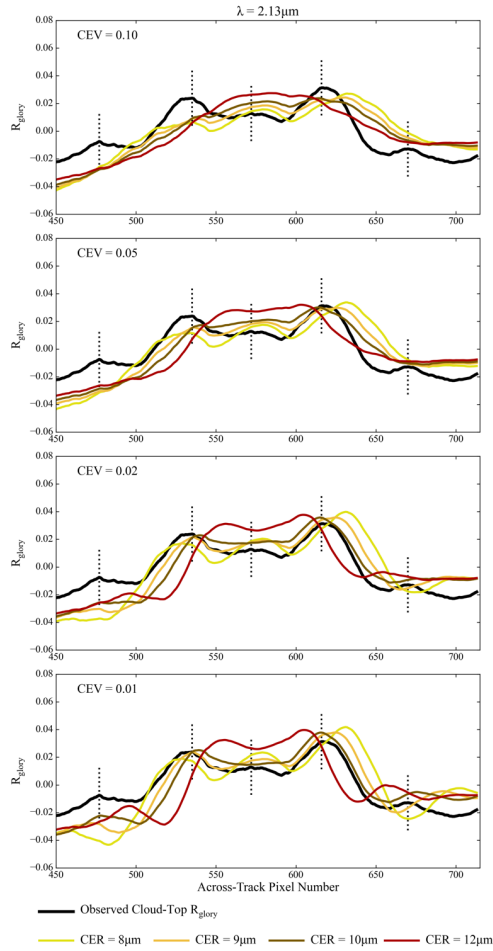 λ = 2.13μm
CEV = 0.10
0.08
0.06
0.04
0.02
0.00
−0.02
−0.04
−0.06
Rglory
450 500 550 600 650 700
CEV = 0.05
0.08
0.06
0.04
0.02
0.00
−0.02
−0.04
−0.06
Rglory
450 500 550 600 650 700
CEV = 0.02
0.08
0.06
0.04
0.02
0.00
−0.02
−0.04
−0.06
Rglory
450 500 550 600 650 700
CEV = 0.01
0.08
0.06
0.04
0.02
0.00
−0.02
−0.04
−0.06
Rglory
450 500 550 600 650 700
Across-Track Pixel Number
Observed Cloud-Top Rglory
CER = 8μm CER = 9μm CER = 10μm CER = 12μm